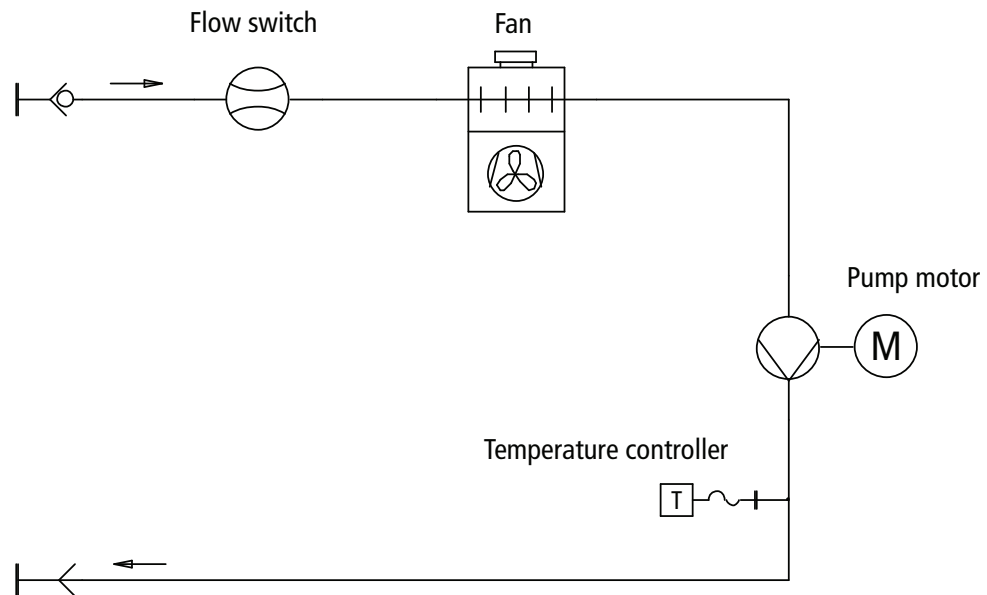 Flow switch
Fan
Pump motor
M
Temperature controller
T